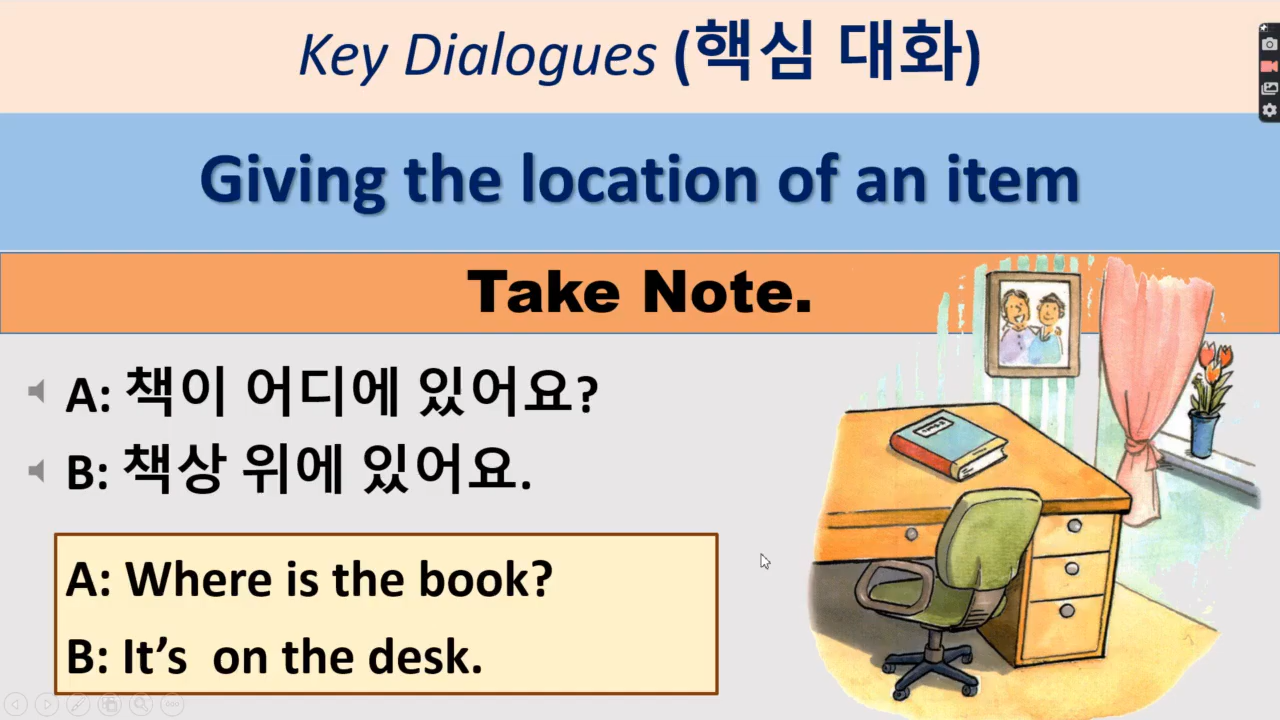 Key Dialogues (핵심 대화)
Giving the location of an item
Take Note.
A: 책이 어디에 있어요?
B: 책상 위에 있어요.
A: Where is the book?
B: It’s  on the desk.